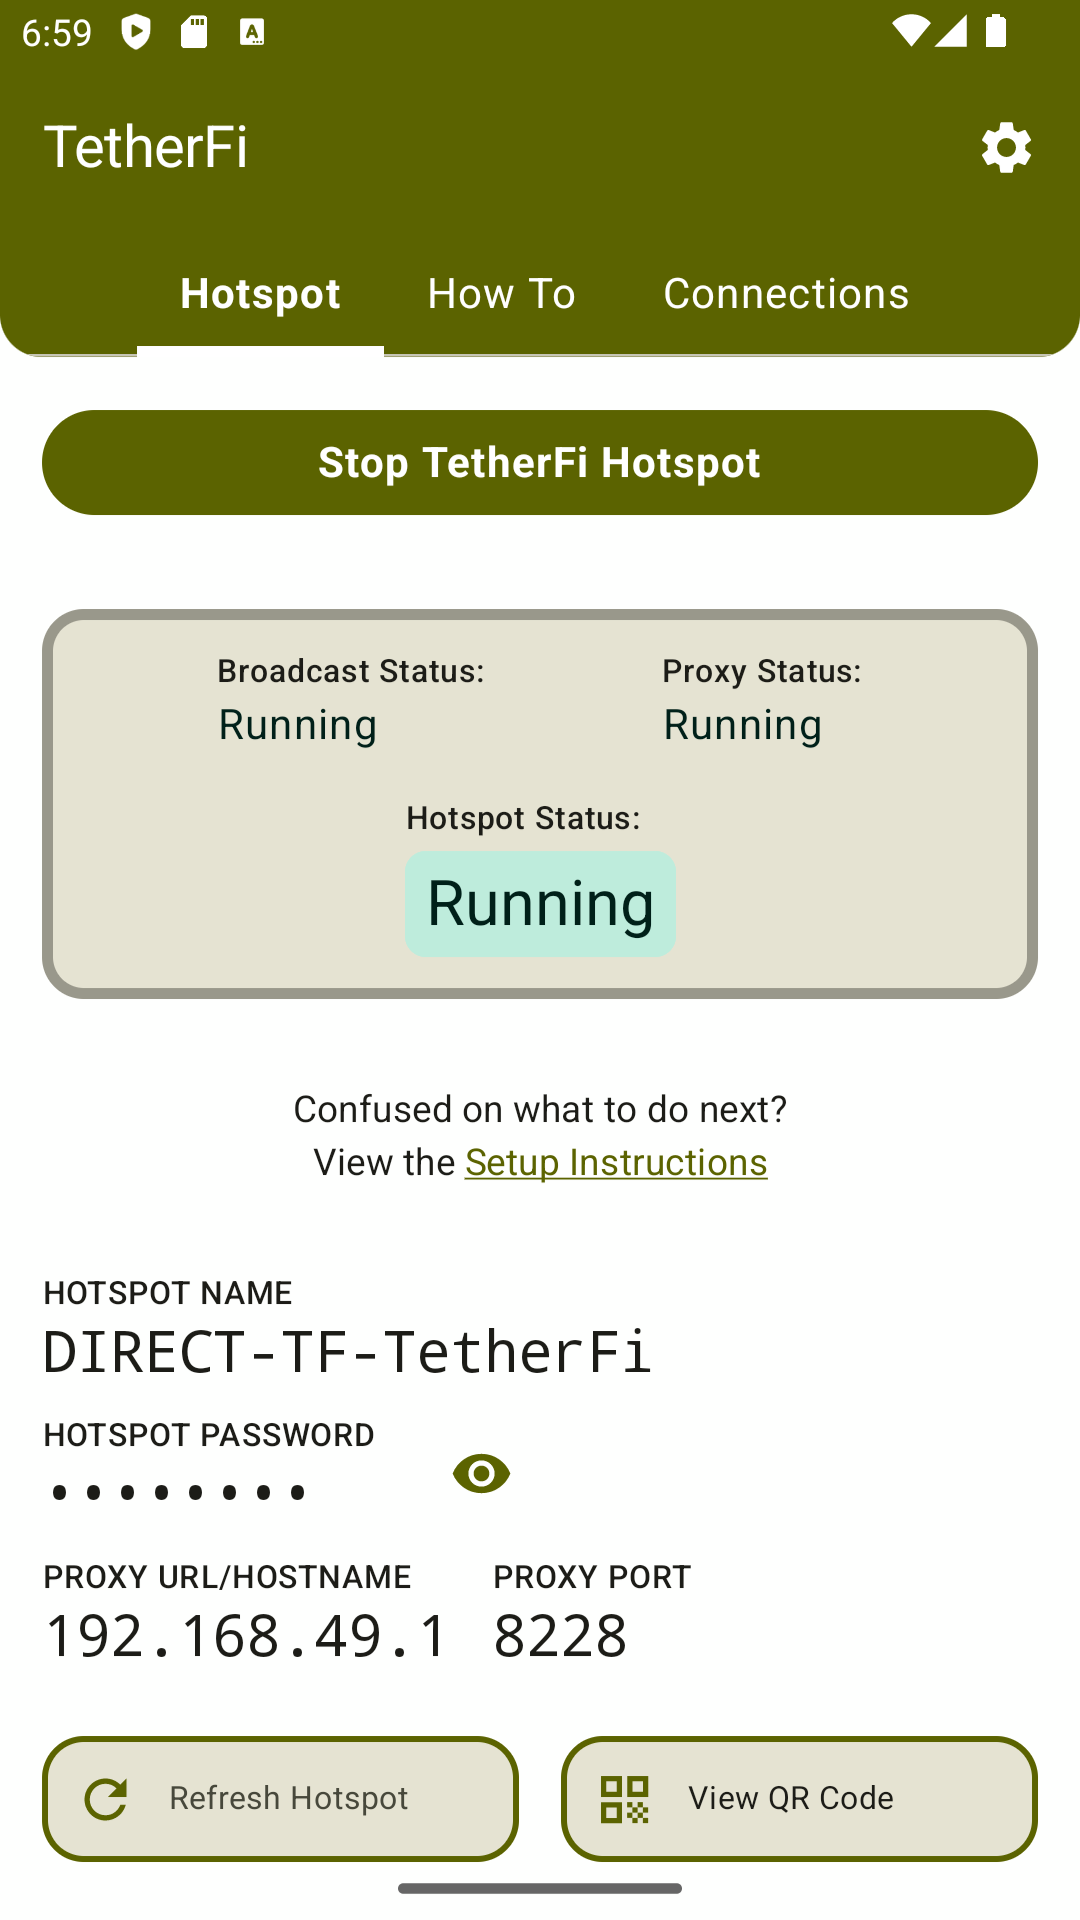 6:59
TetherFi
Hotspot How To Connections
Stop TetherFi Hotspot
Broadcast Status: Proxy Status:
Running Running
Hotspot Status:
Running
Confused on what to do next?
View the Setup Instructions
HOTSPOT NAME
DIRECT-TF-TetherFi
HOTSPOT PASSWORD
••••••••
PROXY URL/HOSTNAME PROXY PORT
192.168.49.1 8228
Refresh Hotspot View QR Code